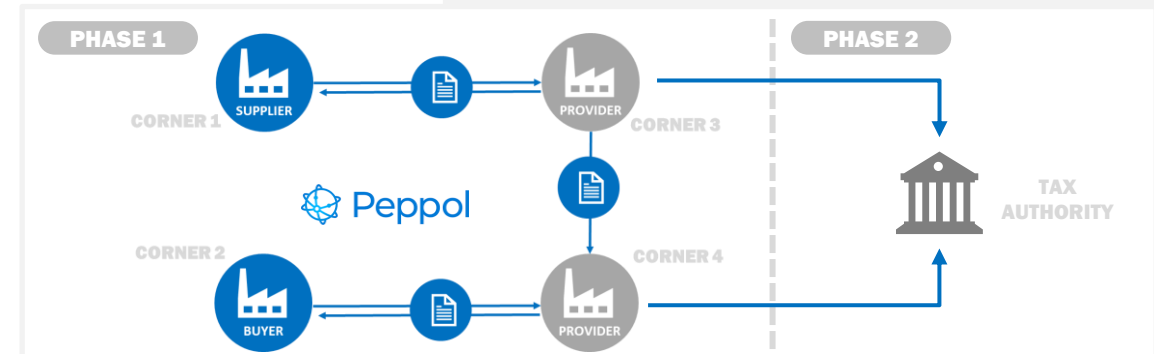 PHASE 1
PHASE 2
SUPPLIER
PROVIDER
CORNER 1
CORNER 3
Peppol
TAX
AUTHORITY
CORNER 2
CORNER 4
BUYER
PROVIDER